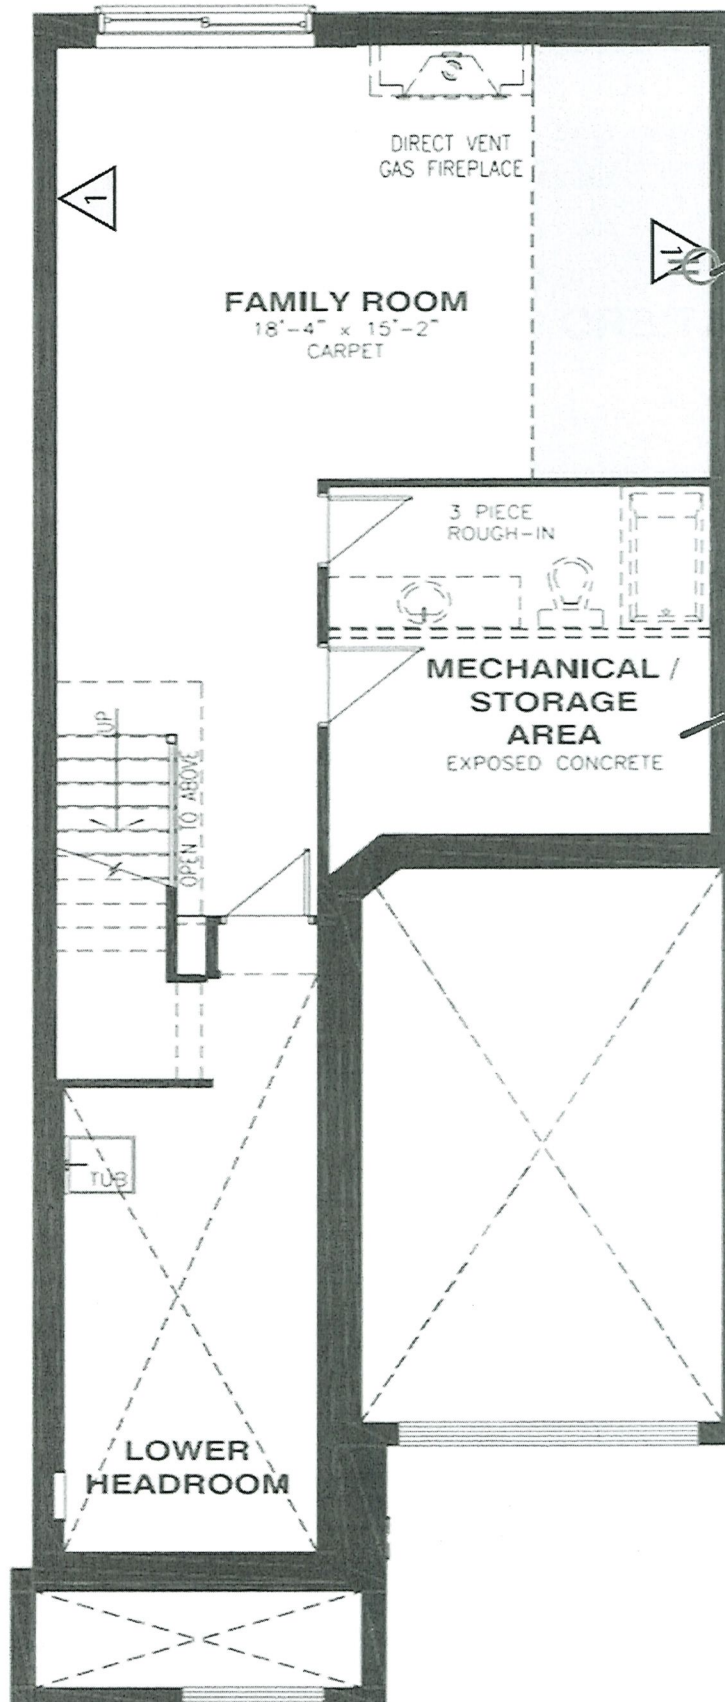 DIRECT VENT
GAS FIREPLACE
1
1
FAMILY ROOM
18'-4" x 15'-2"
CARPET
3 PIECE
ROUGH-IN
MECHANICAL /
STORAGE
AREA
EXPOSED CONCRETE
UP
OPEN TO ABOVE
TUB
LOWER
HEADROOM